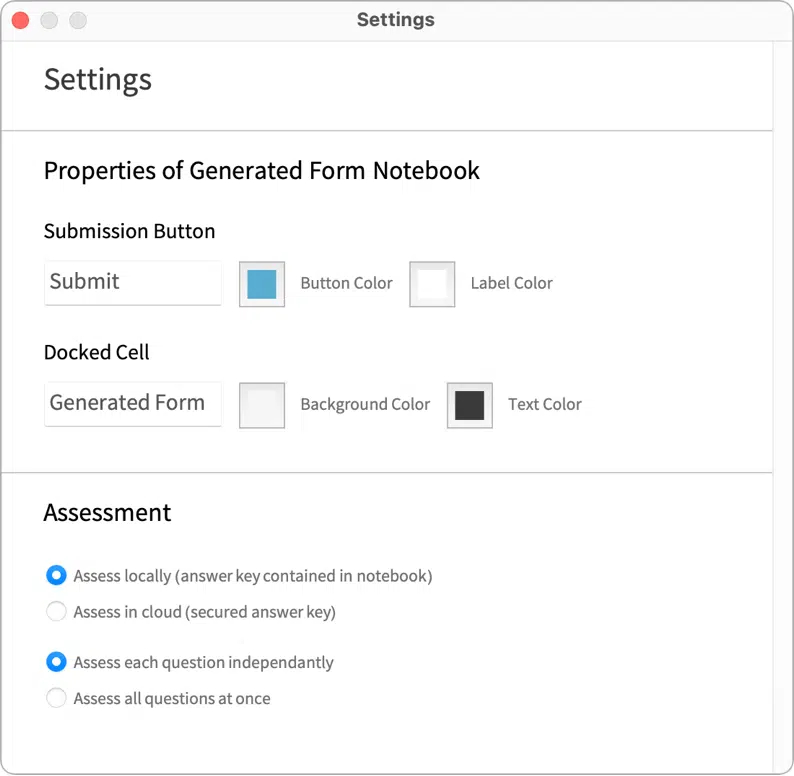 Settings
Settings
Properties of Generated Form Notebook
Submission Button
Submit Button Color Label Color
Docked Cell
Generated Form Background Color Text Color
Assessment
Assess locally (answer key contained in notebook)
Assess in cloud (secured answer key)
Assess each question independantly
Assess all questions at once